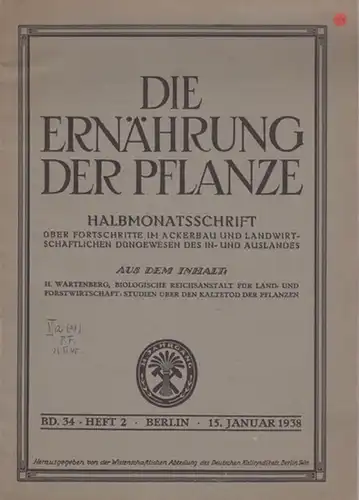 DIE
ERNÄHRUNG
DER PFLANZE
HALBMONATSSCHRIFT
ÜBER FORTSCHRITTE IM ACKERBAU UND LANDWIRT-
SCHAFTLICHEN DÜNGEWESEN DES IN- UND AUSLANDES
AUS DEM INHALT:
H. WARTENBERG, BIOLOGISCHE REICHSANSTALT FÜR LAND- UND
FORSTWIRTSCHAFT: STUDIEN ÜBER DEN KÄLTETOD DER PFLANZEN
JAHRGANG
BD. 34 · HEFT 2 · BERLIN · 15. JANUAR 1938
Herausgegeben von der Wissenschaftlichen Abteilung des Deutschen Kalisyndikats, Berlin